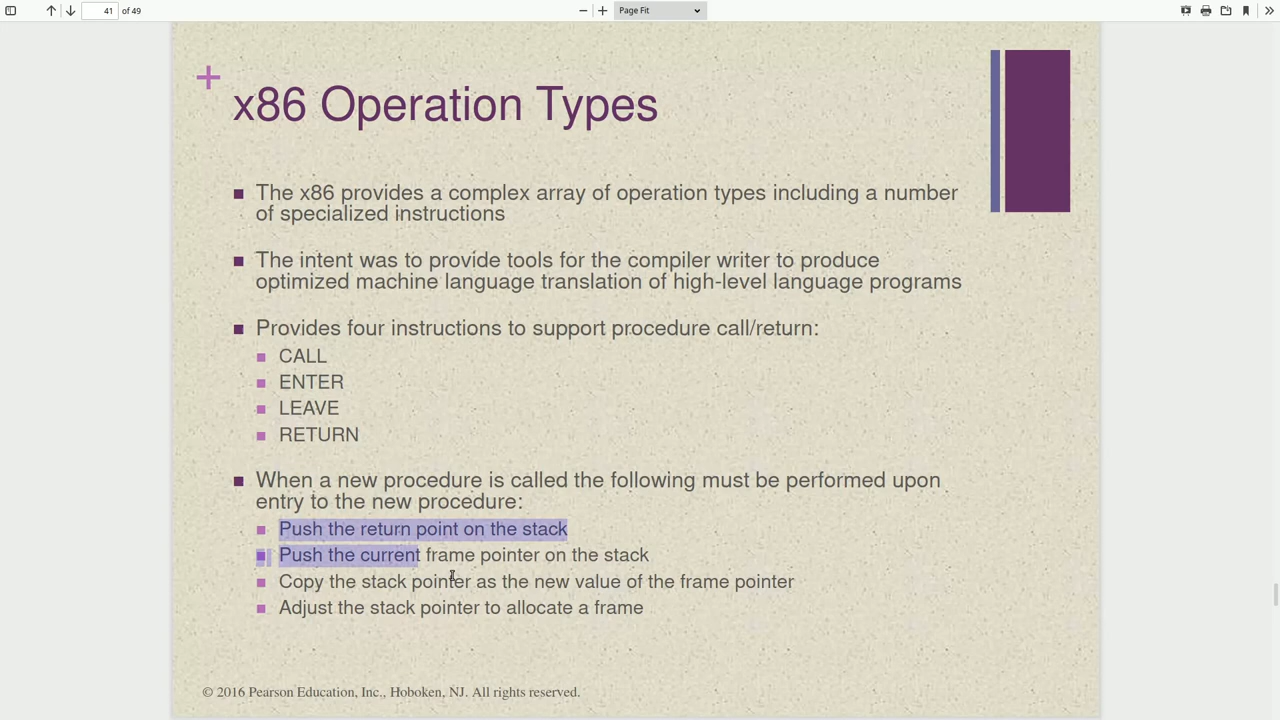 41 of 49 Page Fit
+
x86 Operation Types
The x86 provides a complex array of operation types including a number
of specialized instructions
The intent was to provide tools for the compiler writer to produce
optimized machine language translation of high-level language programs
Provides four instructions to support procedure call/return:
CALL
ENTER
LEAVE
RETURN
When a new procedure is called the following must be performed upon
entry to the new procedure:
Push the return point on the stack
Push the current frame pointer on the stack
Copy the stack pointer as the new value of the frame pointer
Adjust the stack pointer to allocate a frame
© 2016 Pearson Education, Inc., Hoboken, NJ. All rights reserved.